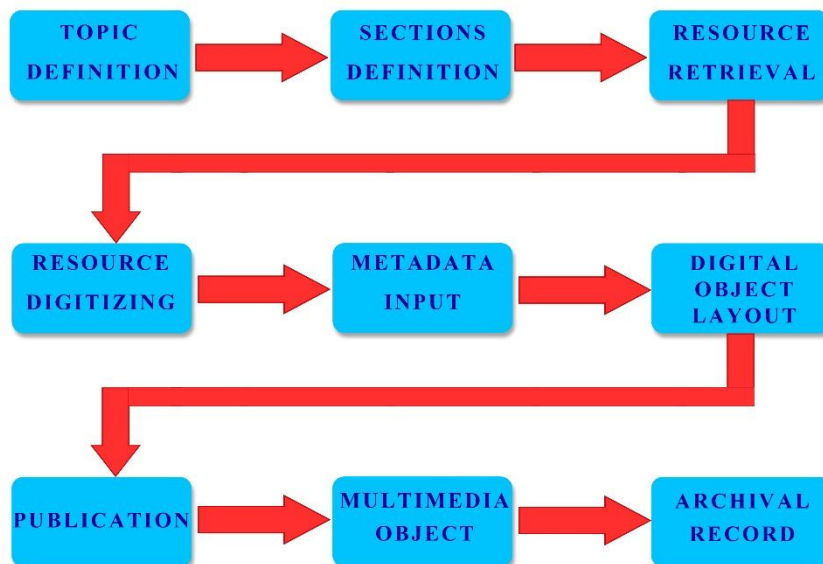 TOPIC
DEFINITION
SECTIONS
DEFINITION
RESOURCE
RETRIEVAL
RESOURCE
DIGITIZING
METADATA
INPUT
DIGITAL
OBJECT
LAYOUT
PUBLICATION
MULTIMEDIA
OBJECT
ARCHIVAL
RECORD